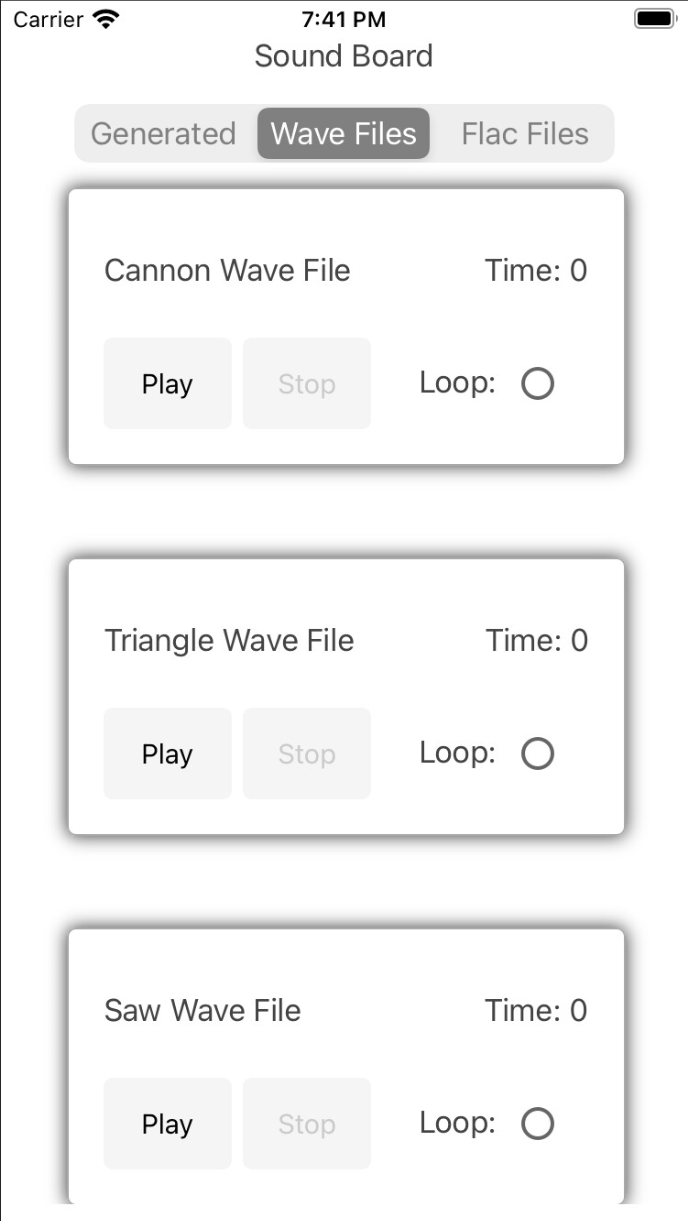 Carrier 7:41 PM
Sound Board
Generated Wave Files Flac Files
Cannon Wave File Time: 0
Play Stop Loop:
Triangle Wave File Time: 0
Play Stop Loop:
Saw Wave File Time: 0
Play Stop Loop: